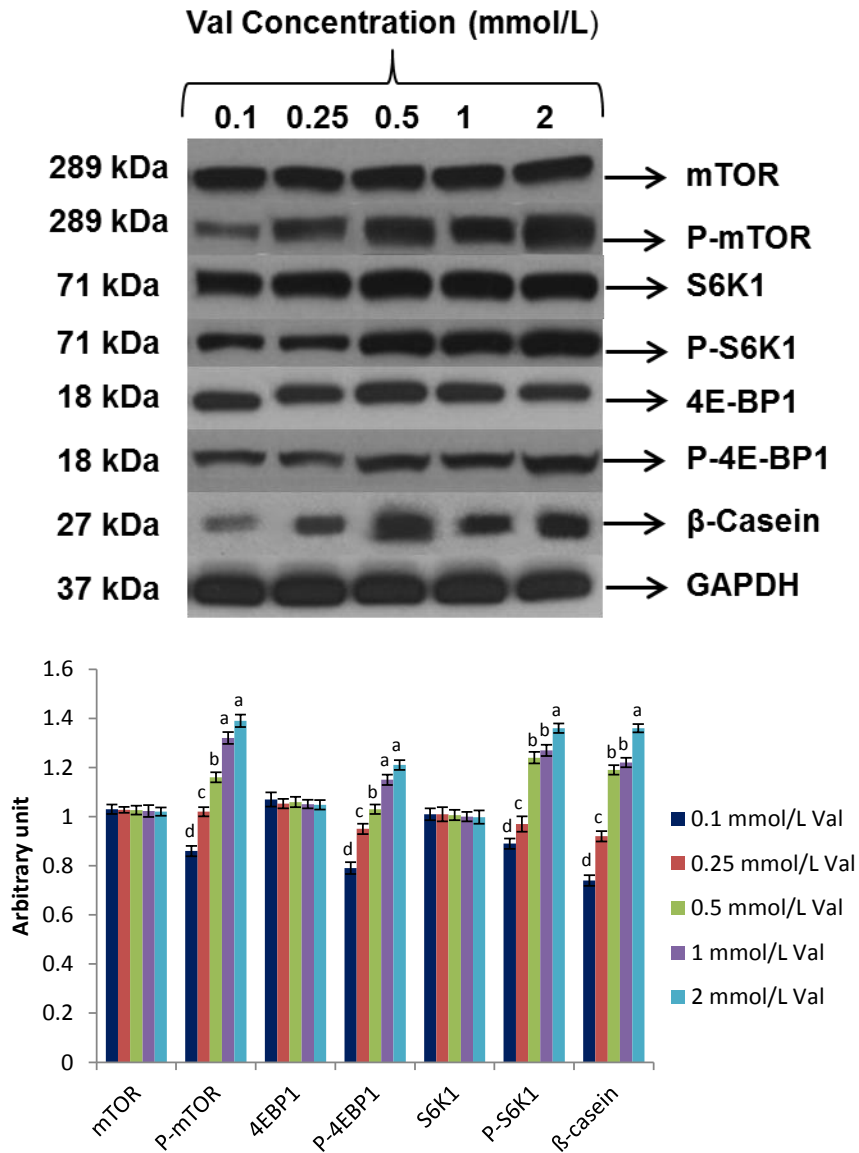 Val Concentration (mmol/L)
0.1 0.25 0.5 1 2
289 kDa mTOR
289 kDa P-mTOR
71 kDa S6K1
71 kDa P-S6K1
18 kDa 4E-BP1
18 kDa P-4E-BP1
27 kDa ß-Casein
37 kDa GAPDH
1.6
1.4
1.2
1
0.8
0.6
0.4
0.2
0
Arbitrary unit
d c b a a
d c b a a
d c b b a
d c b b a
mTOR
P-mTOR
4EBP1
P-4EBP1
S6K1
P-S6K1
ß-casein
0.1 mmol/L Val
0.25 mmol/L Val
0.5 mmol/L Val
1 mmol/L Val
2 mmol/L Val